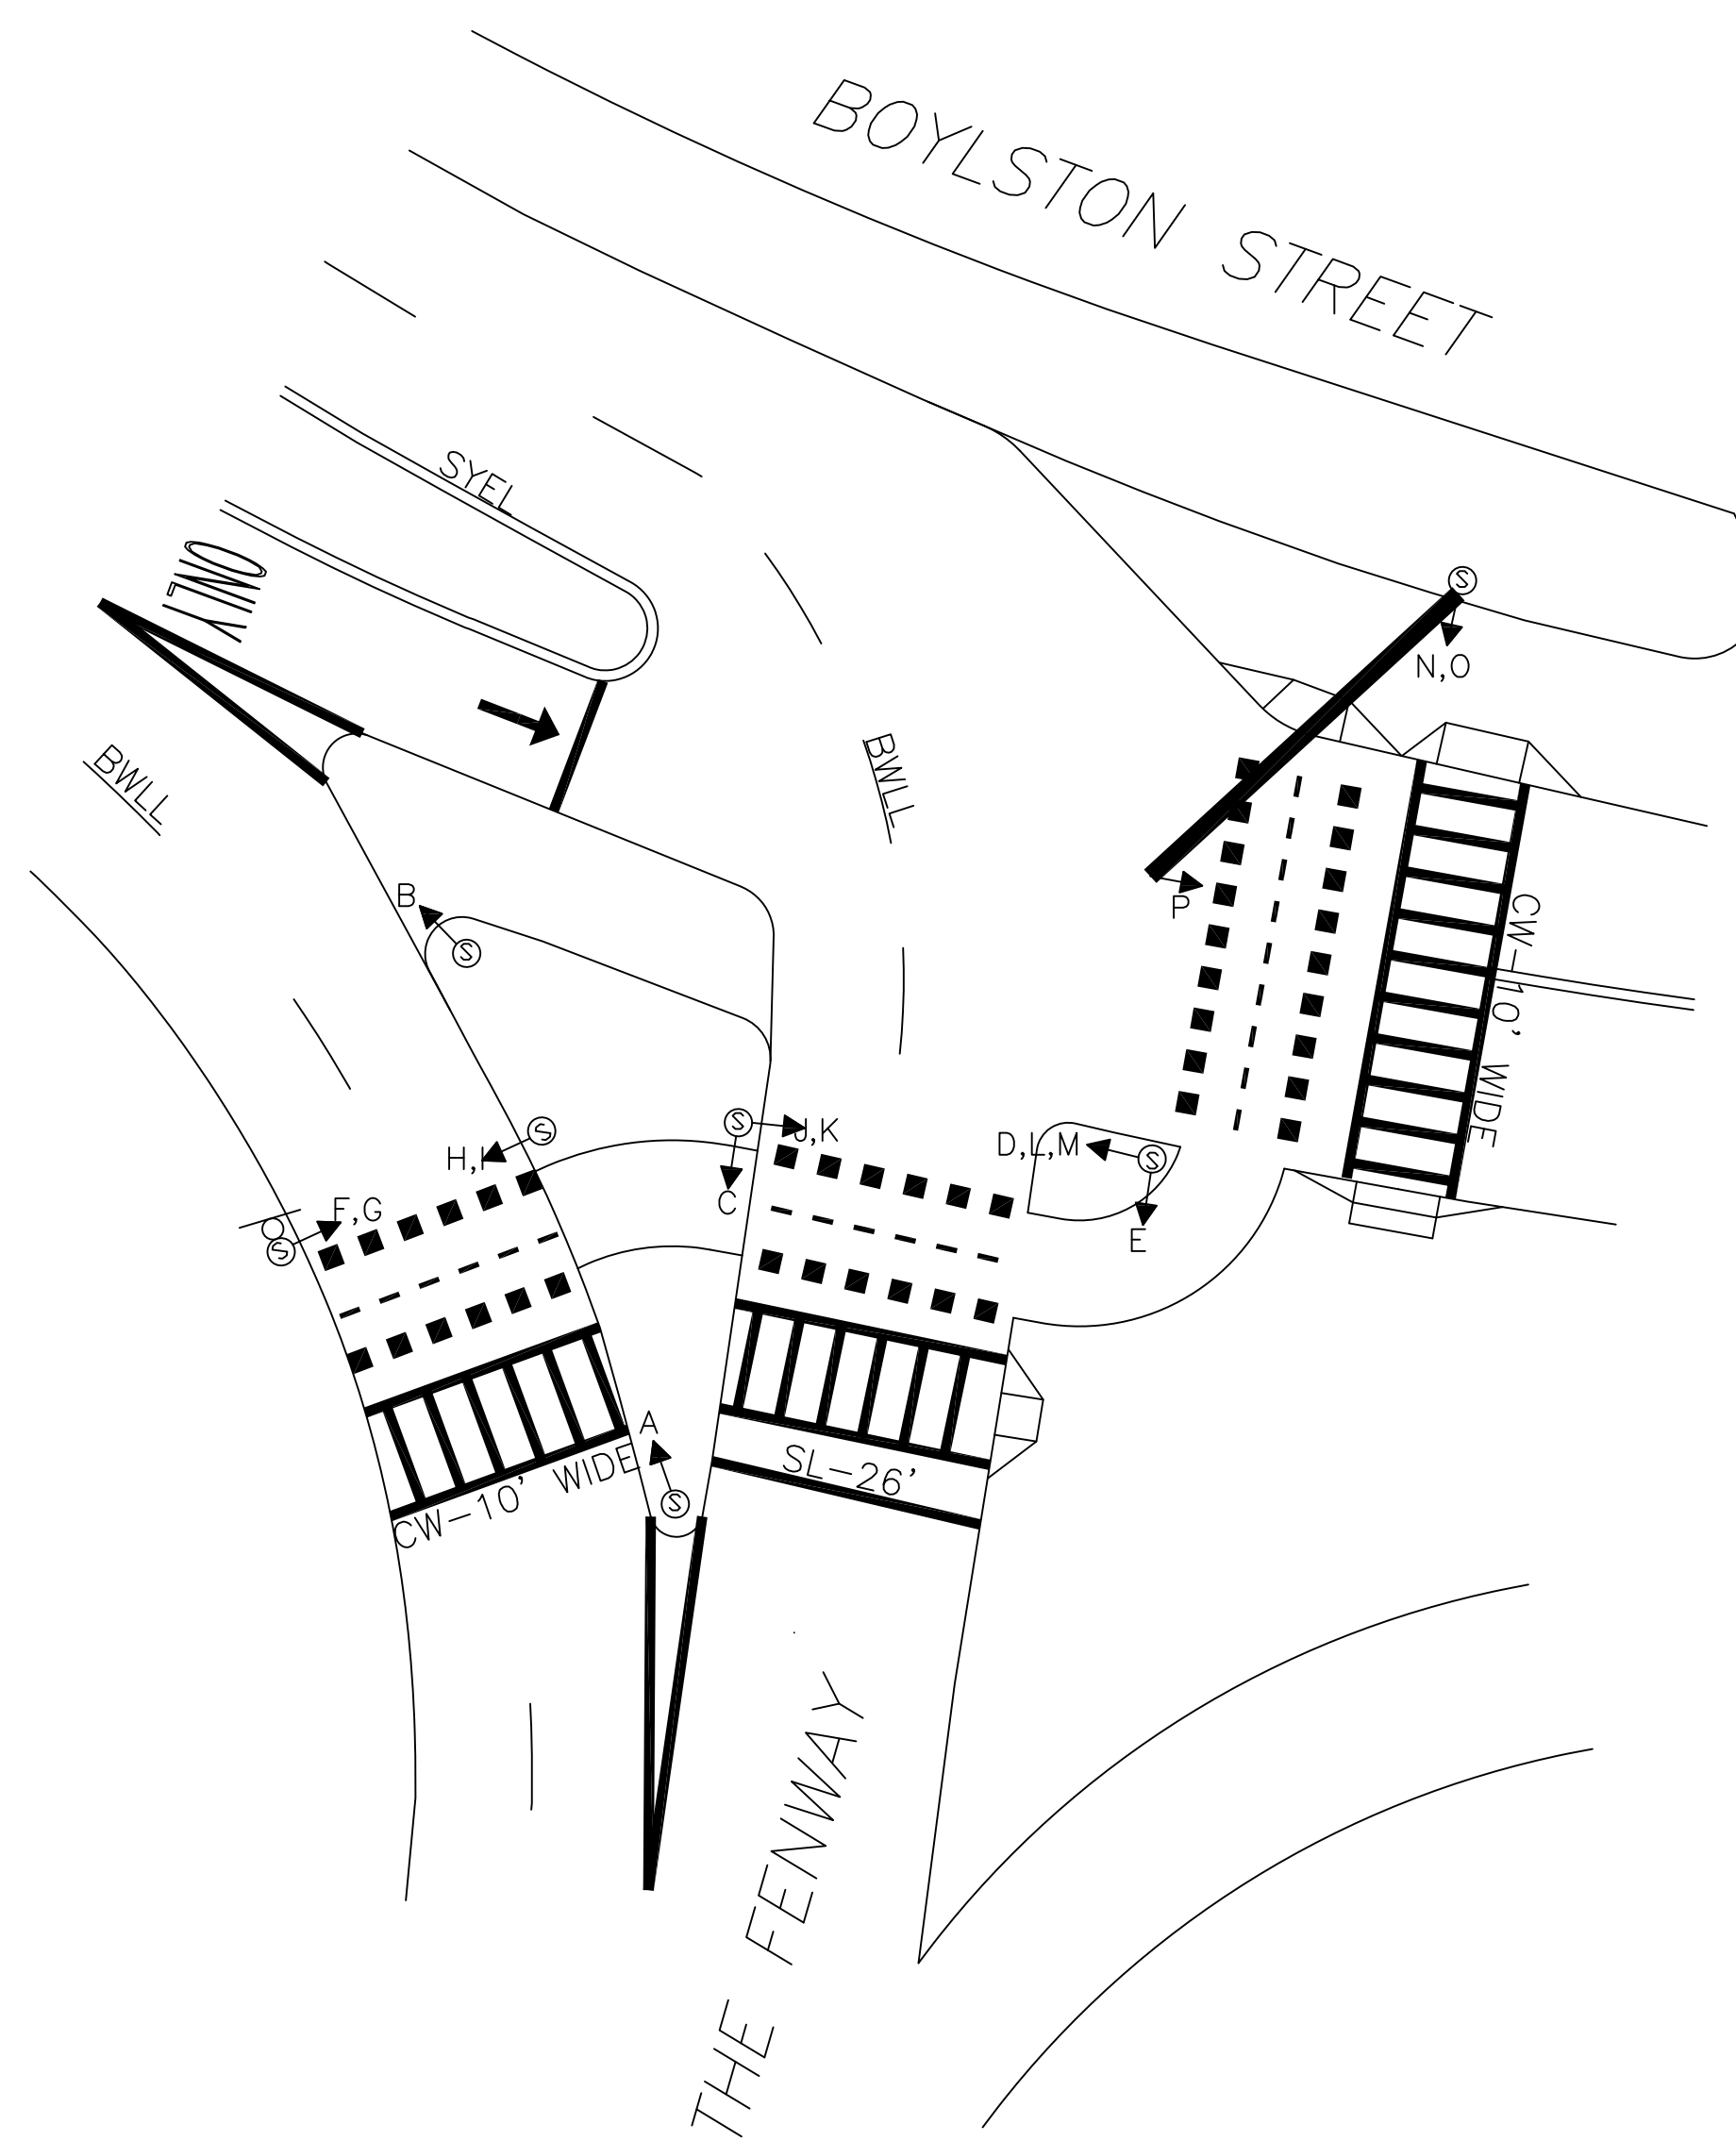 BOYLSTON STREET
SYEL
ONLY
N,O
BWLL
BWLL
B
P
CW-10' WIDE
J,K
D,L,M
H,I
C
F,G
E
A
SL-26'
CW-10' WIDE
THE FENWAY
S
S
S
S
S
S
S